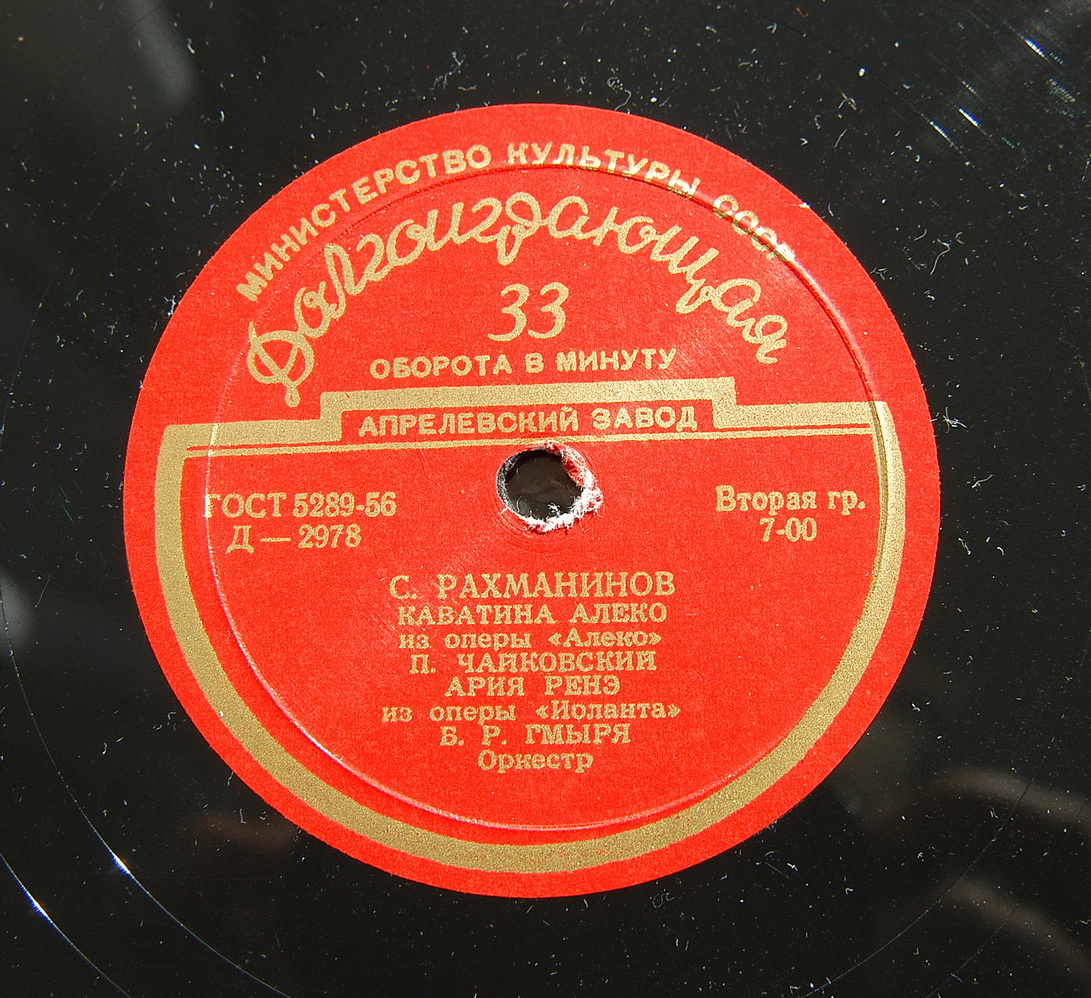 МИНИСТЕРСТВО КУЛЬТУРЫ СССР
Долгоиграющая
33
ОБОРОТА В МИНУТУ
АПРЕЛЕВСКИЙ ЗАВОД
ГОСТ 5289-56
Д — 2978
Вторая гр.
7-00
С. РАХМАНИНОВ
КАВАТИНА АЛЕКО
из оперы «Алеко»
П. ЧАЙКОВСКИЙ
АРИЯ РЕНЭ
из оперы «Иоланта»
Б. Р. ГМЫРЯ
Оркестр